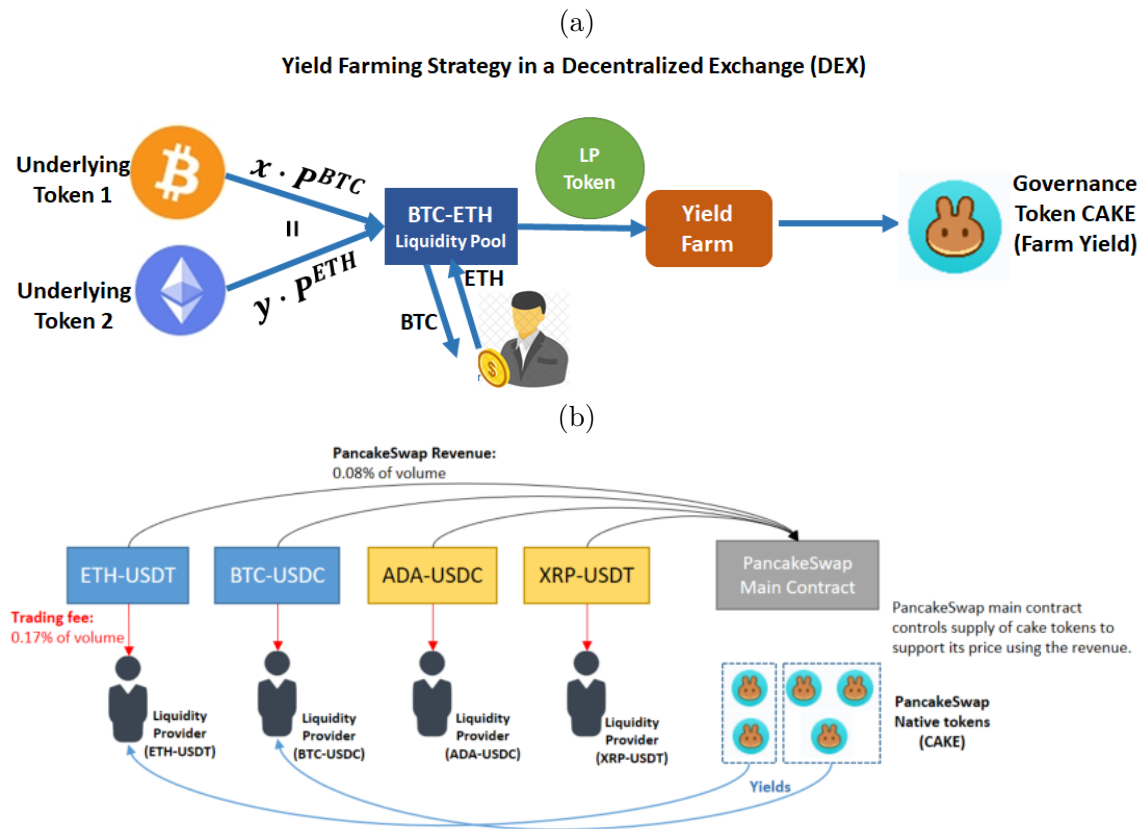 (a)
Yield Farming Strategy in a Decentralized Exchange (DEX)
Underlying
Token 1
x · P^BTC
=
y · P^ETH
Underlying
Token 2
BTC-ETH
Liquidity Pool
LP
Token
Yield
Farm
Governance
Token CAKE
(Farm Yield)
ETH
BTC
(b)
PancakeSwap Revenue:
0.08% of volume
ETH-USDT
BTC-USDC
ADA-USDC
XRP-USDT
PancakeSwap
Main Contract
Trading fee:
0.17% of volume
PancakeSwap main contract
controls supply of cake tokens to
support its price using the revenue.
Liquidity
Provider
(ETH-USDT)
Liquidity
Provider
(BTC-USDC)
Liquidity
Provider
(ADA-USDC)
Liquidity
Provider
(XRP-USDT)
PancakeSwap
Native tokens
(CAKE)
Yields